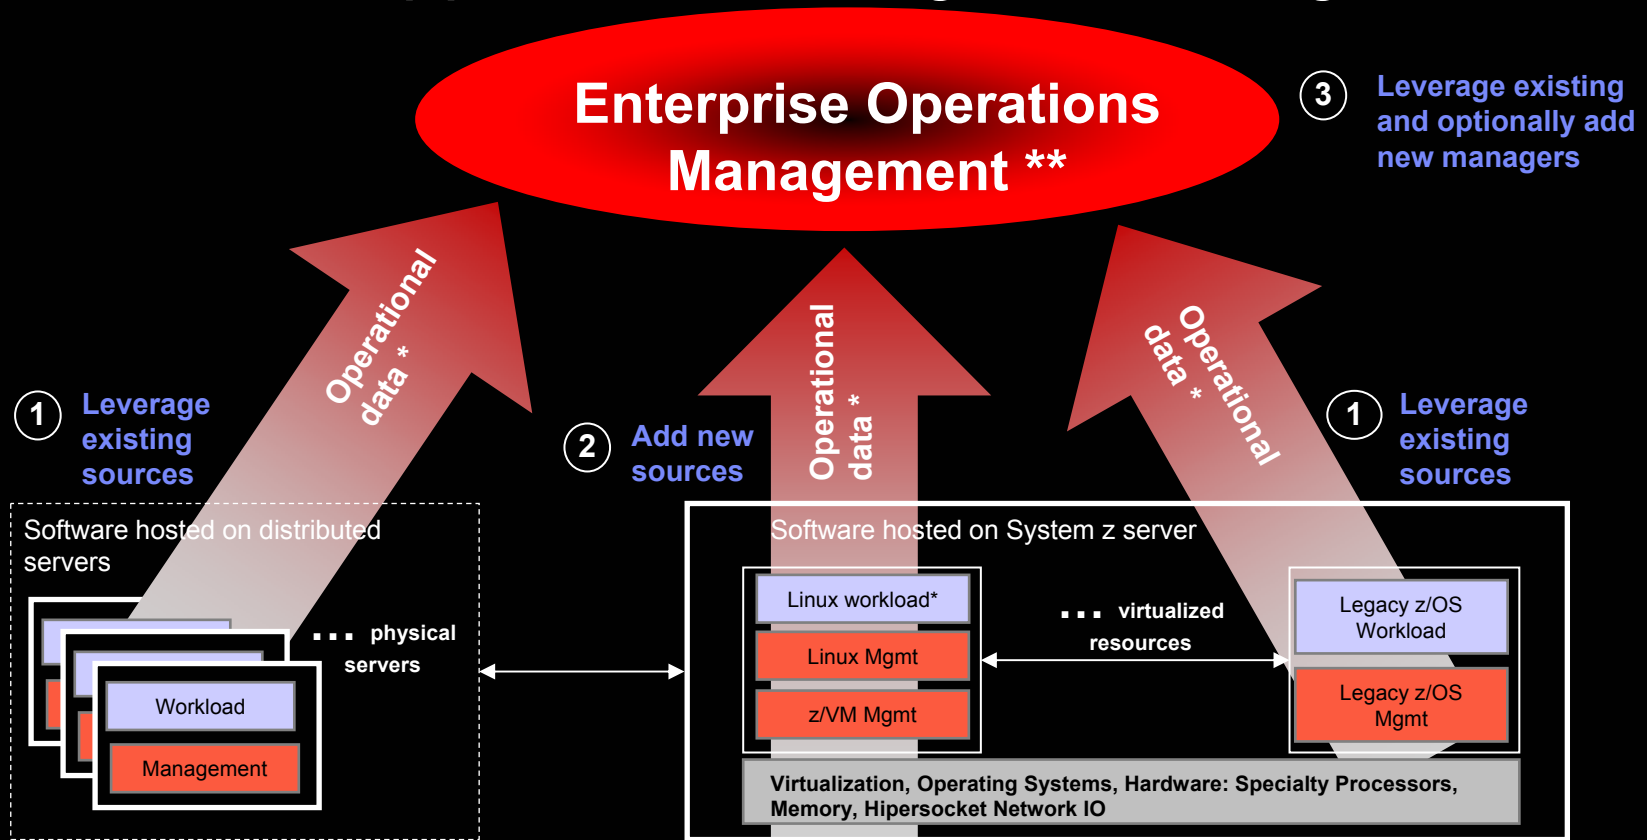 Enterprise Operations
Management **
3
Leverage existing
and optionally add
new managers
Operational
data *
Operational
data *
Operational
data *
1
Leverage
existing
sources
2
Add new
sources
1
Leverage
existing
sources
Software hosted on distributed
servers
... physical
servers
Workload
Management
Software hosted on System z server
Linux workload*
Linux Mgmt
z/VM Mgmt
... virtualized
resources
Legacy z/OS
Workload
Legacy z/OS
Mgmt
Virtualization, Operating Systems, Hardware: Specialty Processors,
Memory, Hipersocket Network IO